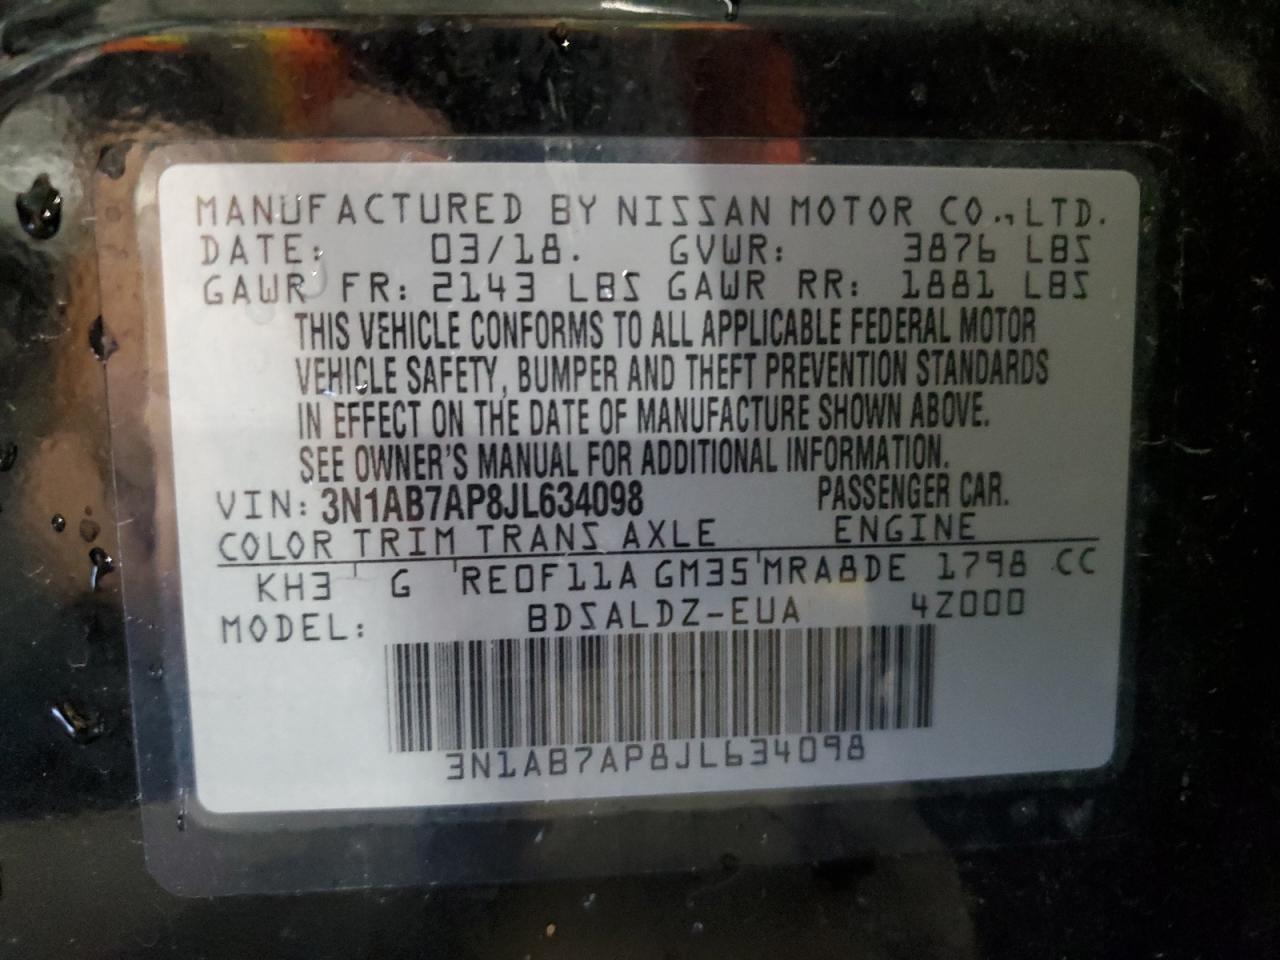 MANUFACTURED BY NISSAN MOTOR CO., LTD.
DATE: 03/18. GVWR: 3876 LBS
GAWR FR: 2143 LBS GAWR RR: 1881 LBS
THIS VEHICLE CONFORMS TO ALL APPLICABLE FEDERAL MOTOR
VEHICLE SAFETY, BUMPER AND THEFT PREVENTION STANDARDS
IN EFFECT ON THE DATE OF MANUFACTURE SHOWN ABOVE.
SEE OWNER'S MANUAL FOR ADDITIONAL INFORMATION.
VIN: 3N1AB7AP8JL634098 PASSENGER CAR.
COLOR TRIM TRANS AXLE ENGINE
KH3 G RE0F11A GM35 MRA8DE 1798 CC
MODEL: BDSALDZ-EUA 4Z000
3N1AB7AP8JL634098